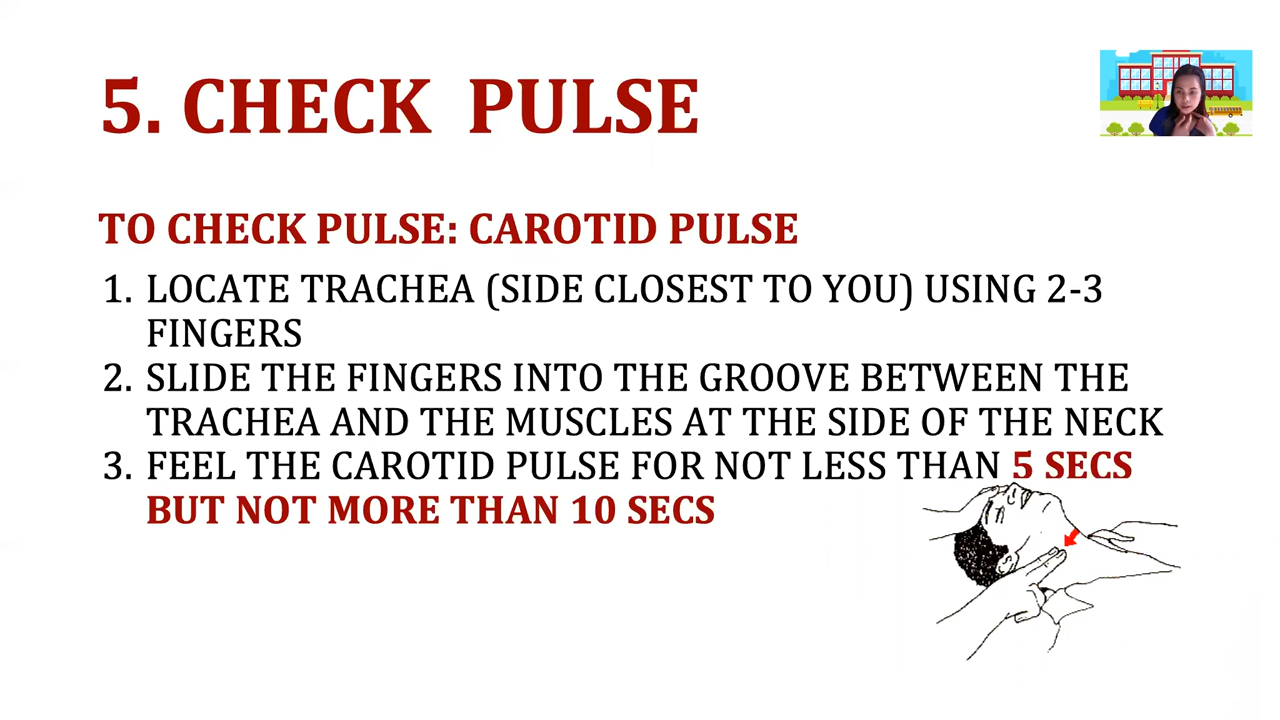 5. CHECK PULSE
TO CHECK PULSE: CAROTID PULSE
1. LOCATE TRACHEA (SIDE CLOSEST TO YOU) USING 2-3
FINGERS
2. SLIDE THE FINGERS INTO THE GROOVE BETWEEN THE
TRACHEA AND THE MUSCLES AT THE SIDE OF THE NECK
3. FEEL THE CAROTID PULSE FOR NOT LESS THAN 5 SECS
BUT NOT MORE THAN 10 SECS